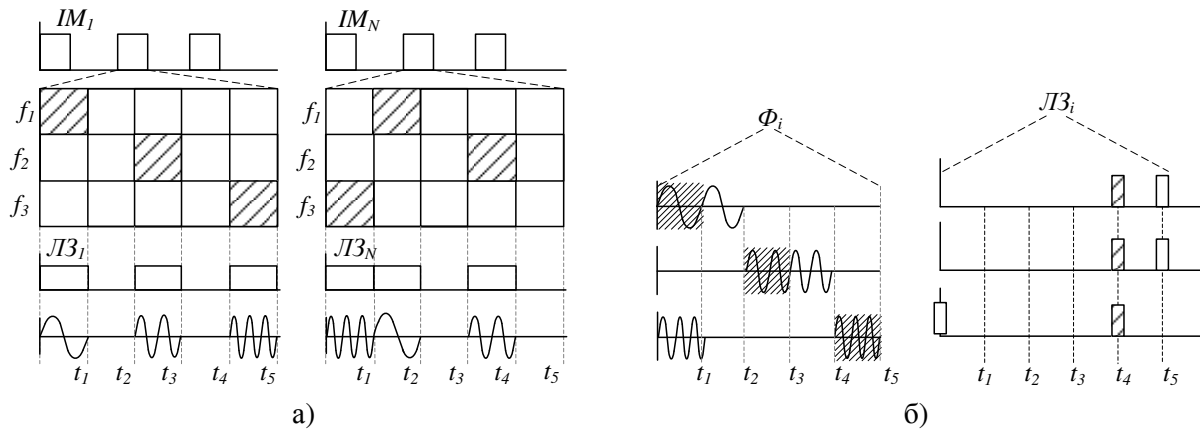 IM1 IMN
f1 f1
f2 f2
f3 f3
ЛЗ1 ЛЗN
t1 t2 t3 t4 t5 t1 t2 t3 t4 t5
а)
Фi ЛЗi
t1 t2 t3 t4 t5 t1 t2 t3 t4 t5
б)